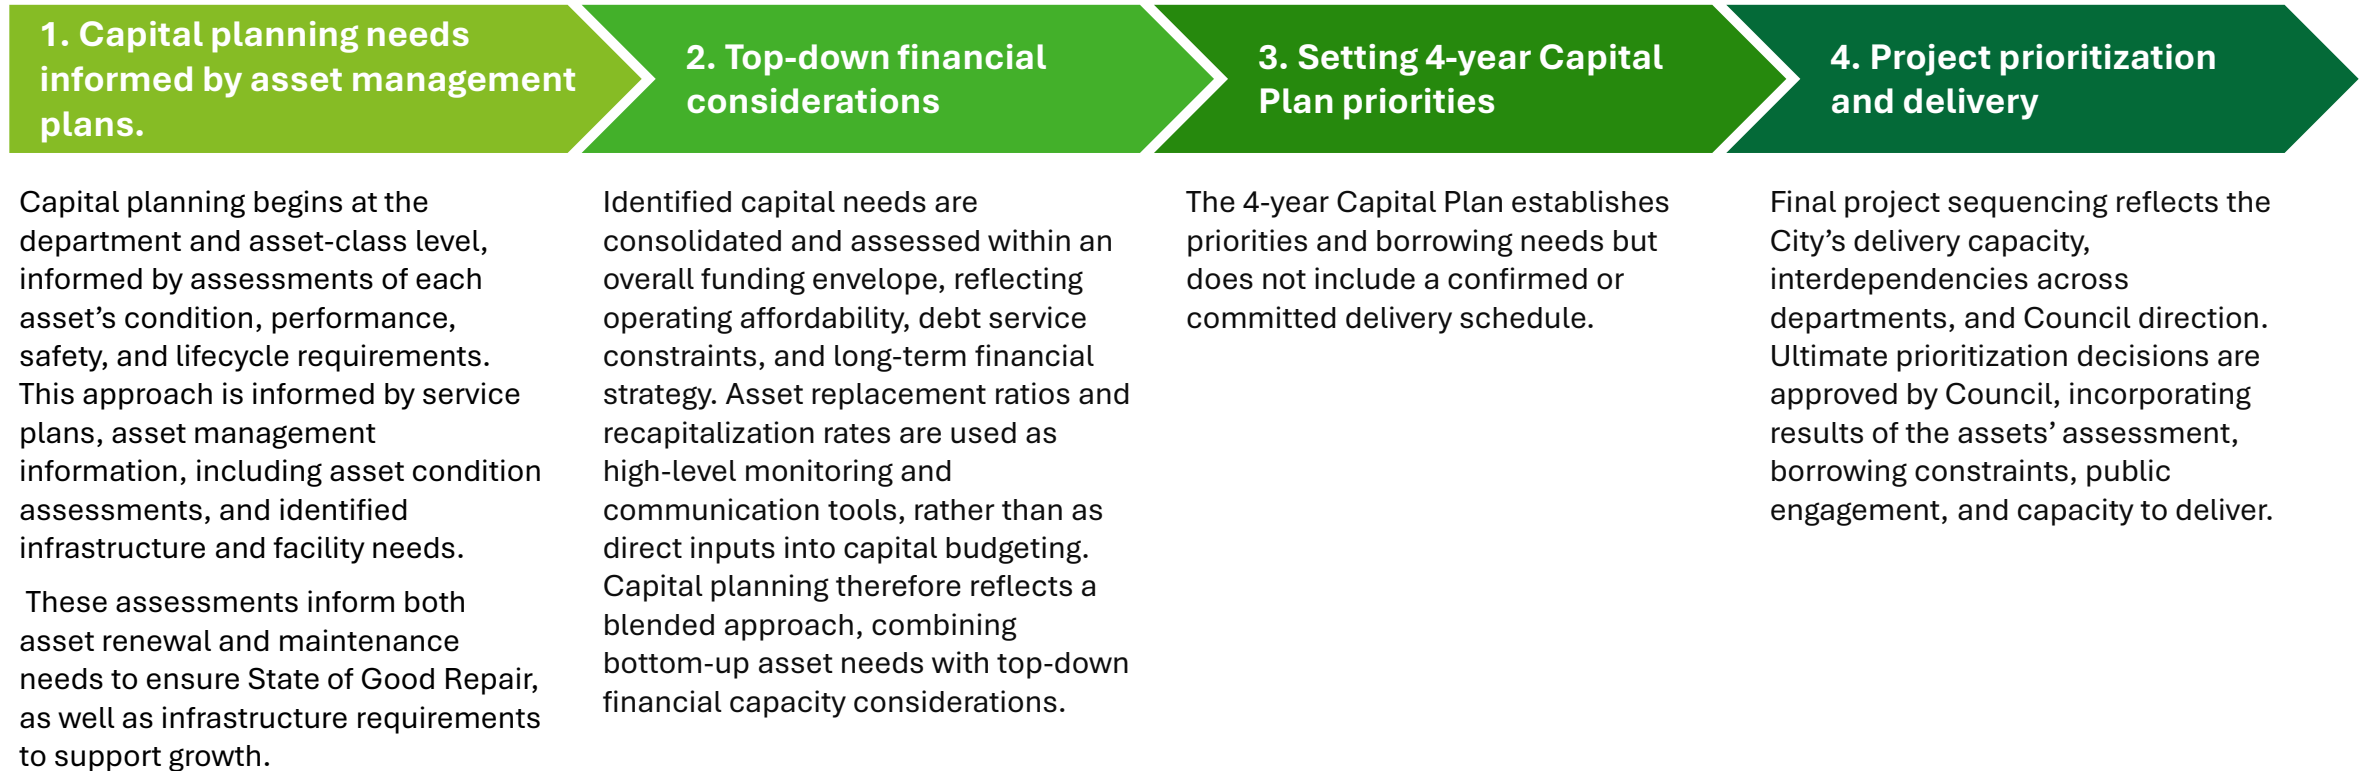 1. Capital planning needs
informed by asset management
plans.
2. Top-down financial
considerations
3. Setting 4-year Capital
Plan priorities
4. Project prioritization
and delivery
Capital planning begins at the
department and asset-class level,
informed by assessments of each
asset’s condition, performance,
safety, and lifecycle requirements.
This approach is informed by service
plans, asset management
information, including asset condition
assessments, and identified
infrastructure and facility needs.
These assessments inform both
asset renewal and maintenance
needs to ensure State of Good Repair,
as well as infrastructure requirements
to support growth.
Identified capital needs are
consolidated and assessed within an
overall funding envelope, reflecting
operating affordability, debt service
constraints, and long-term financial
strategy. Asset replacement ratios and
recapitalization rates are used as
high-level monitoring and
communication tools, rather than as
direct inputs into capital budgeting.
Capital planning therefore reflects a
blended approach, combining
bottom-up asset needs with top-down
financial capacity considerations.
The 4-year Capital Plan establishes
priorities and borrowing needs but
does not include a confirmed or
committed delivery schedule.
Final project sequencing reflects the
City’s delivery capacity,
interdependencies across
departments, and Council direction.
Ultimate prioritization decisions are
approved by Council, incorporating
results of the assets’ assessment,
borrowing constraints, public
engagement, and capacity to deliver.